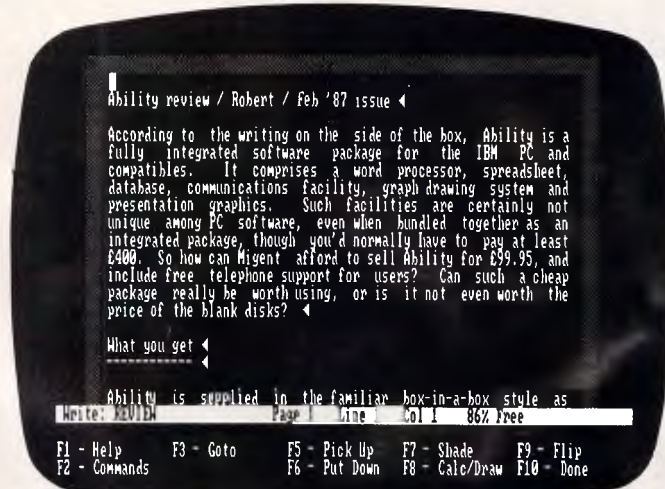 Ability review / Robert / feb '87 issue
According to the writing on the side of the box, Ability is a
fully integrated software package for the IBM PC and
compatibles. It comprises a word processor, spreadsheet,
database, communications facility, graph drawing system and
presentation graphics. Such facilities are certainly not
unique among PC software, even when bundled together as an
integrated package, though you'd normally have to pay at least
£400. So how can Migent afford to sell Ability for £99.95, and
include free telephone support for users? Can such a cheap
package really be worth using, or is it not even worth the
price of the blank disks?
What you get
------------
Ability is supplied in the familiar box-in-a-box style as
Write: REVIEW Page 1 Line 1 Col 1 86% Free
F1 - Help F3 - Goto F5 - Pick Up F7 - Shade F9 - Flip
F2 - Commands F6 - Put Down F8 - Calc/Draw F10 - Done